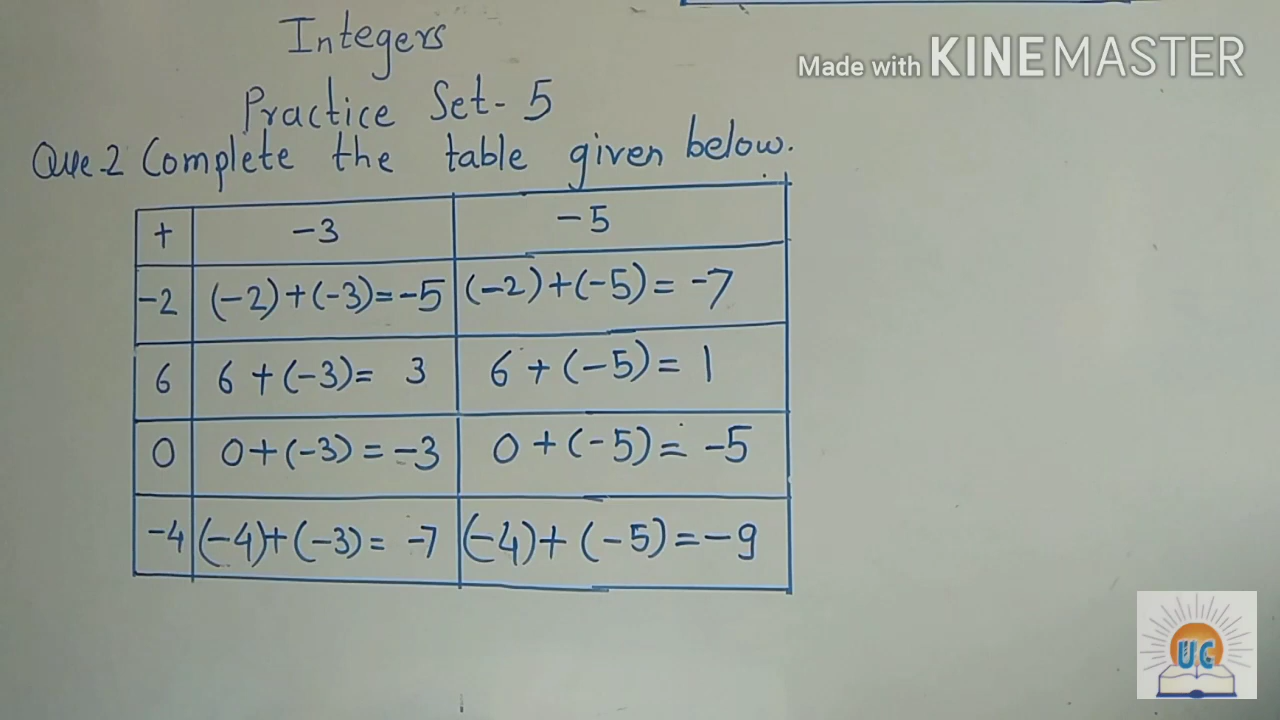 Made with KINEMASTER
Integers
Practice Set-5
Que.2 Complete the table given below.
+ -3 -5
-2 (-2)+(-3)=-5 (-2)+(-5)=-7
6 6+(-3)= 3 6+(-5)= 1
0 0+(-3)=-3 0+(-5)=-5
-4 (-4)+(-3)= -7 (-4)+(-5)=-9
UC